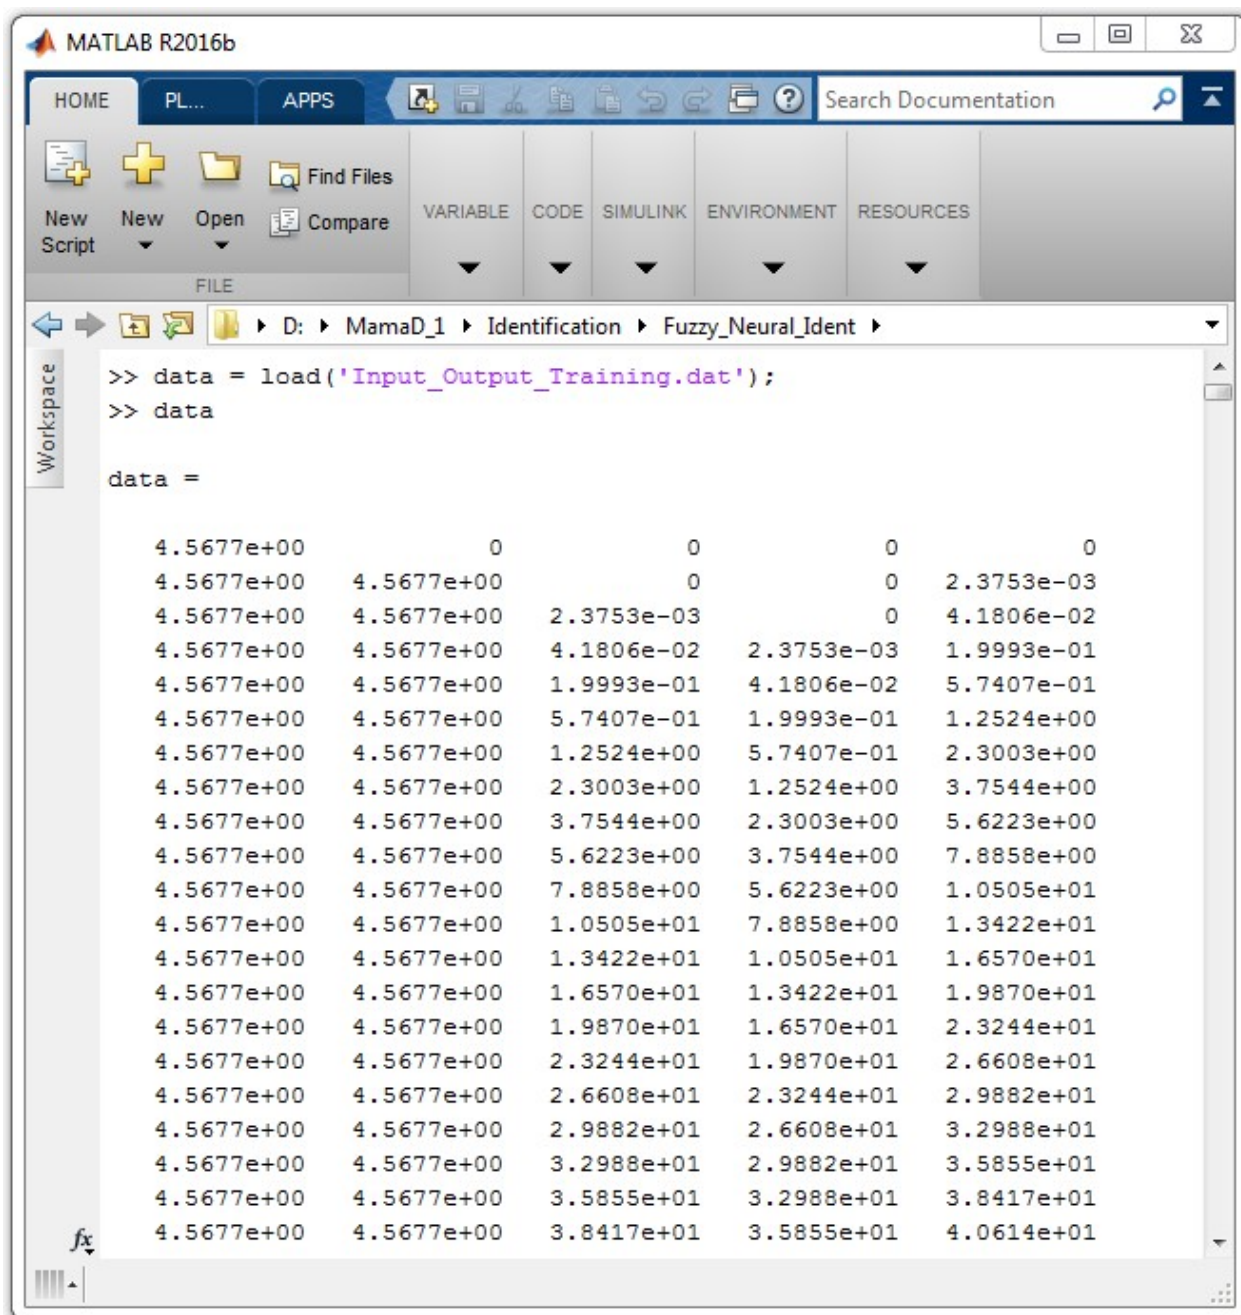 MATLAB R2016b
HOME PL... APPS Search Documentation
Find Files
New Script New Open Compare VARIABLE CODE SIMULINK ENVIRONMENT RESOURCES
FILE
D: MamaD_1 Identification Fuzzy_Neural_Ident
Workspace
>> data = load('Input_Output_Training.dat');
>> data
data =
4.5677e+00 0 0 0 0
4.5677e+00 4.5677e+00 0 0 2.3753e-03
4.5677e+00 4.5677e+00 2.3753e-03 0 4.1806e-02
4.5677e+00 4.5677e+00 4.1806e-02 2.3753e-03 1.9993e-01
4.5677e+00 4.5677e+00 1.9993e-01 4.1806e-02 5.7407e-01
4.5677e+00 4.5677e+00 5.7407e-01 1.9993e-01 1.2524e+00
4.5677e+00 4.5677e+00 1.2524e+00 5.7407e-01 2.3003e+00
4.5677e+00 4.5677e+00 2.3003e+00 1.2524e+00 3.7544e+00
4.5677e+00 4.5677e+00 3.7544e+00 2.3003e+00 5.6223e+00
4.5677e+00 4.5677e+00 5.6223e+00 3.7544e+00 7.8858e+00
4.5677e+00 4.5677e+00 7.8858e+00 5.6223e+00 1.0505e+01
4.5677e+00 4.5677e+00 1.0505e+01 7.8858e+00 1.3422e+01
4.5677e+00 4.5677e+00 1.3422e+01 1.0505e+01 1.6570e+01
4.5677e+00 4.5677e+00 1.6570e+01 1.3422e+01 1.9870e+01
4.5677e+00 4.5677e+00 1.9870e+01 1.6570e+01 2.3244e+01
4.5677e+00 4.5677e+00 2.3244e+01 1.9870e+01 2.6608e+01
4.5677e+00 4.5677e+00 2.6608e+01 2.3244e+01 2.9882e+01
4.5677e+00 4.5677e+00 2.9882e+01 2.6608e+01 3.2988e+01
4.5677e+00 4.5677e+00 3.2988e+01 2.9882e+01 3.5855e+01
4.5677e+00 4.5677e+00 3.5855e+01 3.2988e+01 3.8417e+01
fx 4.5677e+00 4.5677e+00 3.8417e+01 3.5855e+01 4.0614e+01